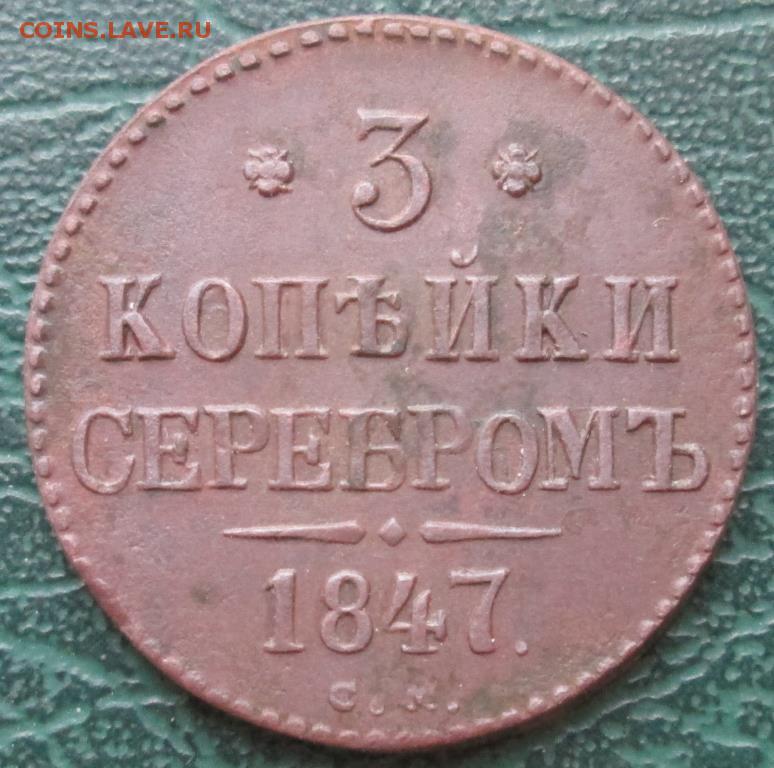 COINS.LAVE.RU
3
КОПѢЙКИ
СЕРЕБРОМЪ
1847.
С.М.